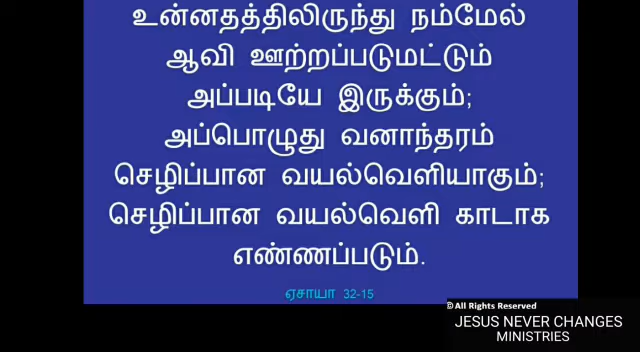 உன்னதத்திலிருந்து நம்மேல்
ஆவி ஊற்றப்படுமட்டும்
அப்படியே இருக்கும்;
அப்பொழுது வனாந்தரம்
செழிப்பான வயல்வெளியாகும்;
செழிப்பான வயல்வெளி காடாக
எண்ணப்படும்.
ஏசாயா 32-15
©All Rights Reserved
JESUS NEVER CHANGES
MINISTRIES